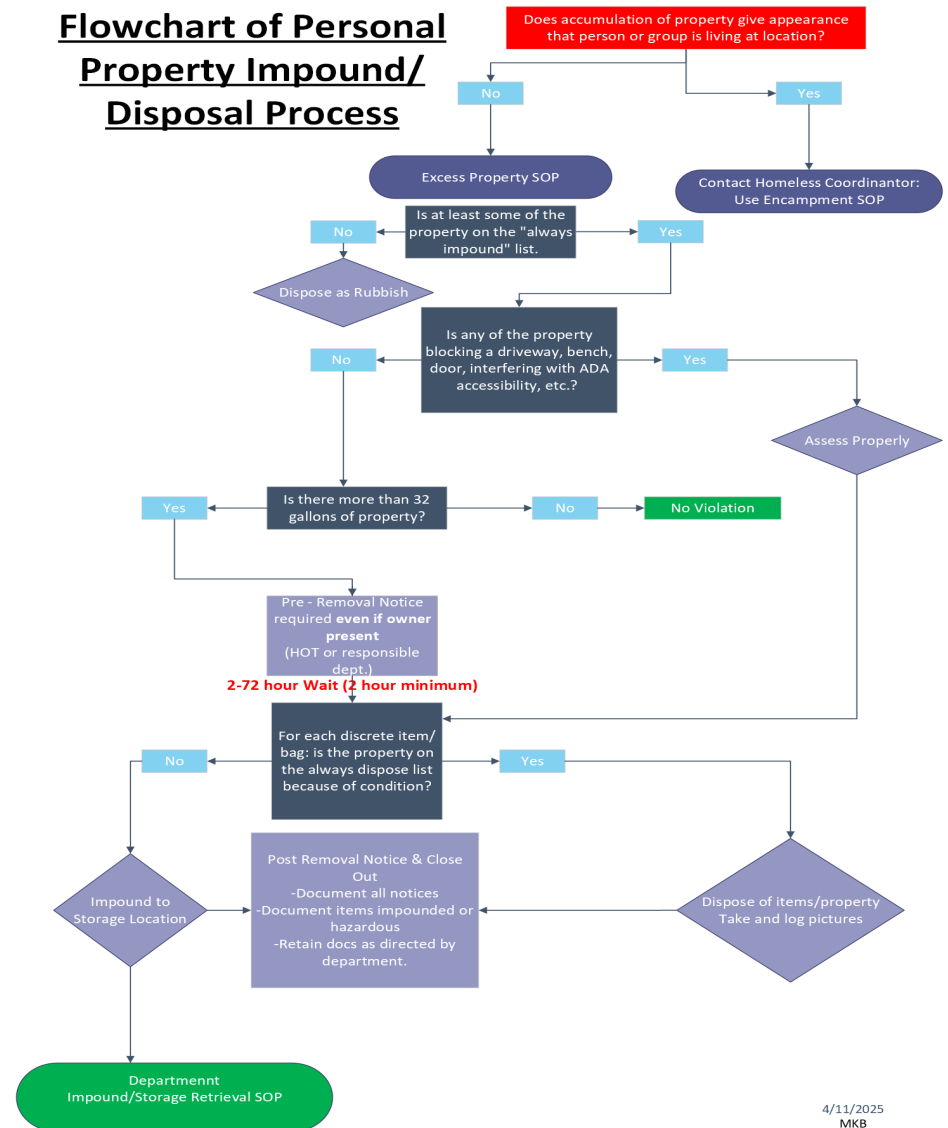 Flowchart of Personal
Property Impound/
Disposal Process
Does accumulation of property give appearance
that person or group is living at location?
No
Yes
Excess Property SOP
Contact Homeless Coordinantor:
Use Encampment SOP
Is at least some of the
property on the "always
impound" list.
No
Yes
Dispose as Rubbish
Is any of the property
blocking a driveway, bench,
door, interfering with ADA
accessibility, etc.?
No
Yes
Assess Properly
Is there more than 32
gallons of property?
Yes
No
No Violation
Pre - Removal Notice
required even if owner
present
(HOT or responsible
dept.)
2-72 hour Wait (2 hour minimum)
For each discrete item/
bag: is the property on
the always dispose list
because of condition?
No
Yes
Impound to
Storage Location
Post Removal Notice & Close
Out
-Document all notices
-Document items impounded or
hazardous
-Retain docs as directed by
department.
Dispose of items/property
Take and log pictures
Departmennt
Impound/Storage Retrieval SOP
4/11/2025
MKB